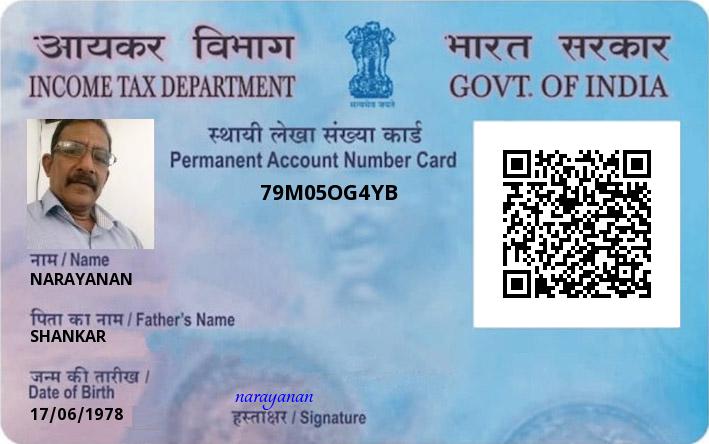 आयकर विभाग
INCOME TAX DEPARTMENT
भारत सरकार
GOVT. OF INDIA
सत्यमेव जयते
स्थायी लेखा संख्या कार्ड
Permanent Account Number Card
79M05OG4YB
नाम / Name
NARAYANAN
पिता का नाम / Father's Name
SHANKAR
जन्म की तारीख /
Date of Birth
17/06/1978
narayanan
हस्ताक्षर / Signature